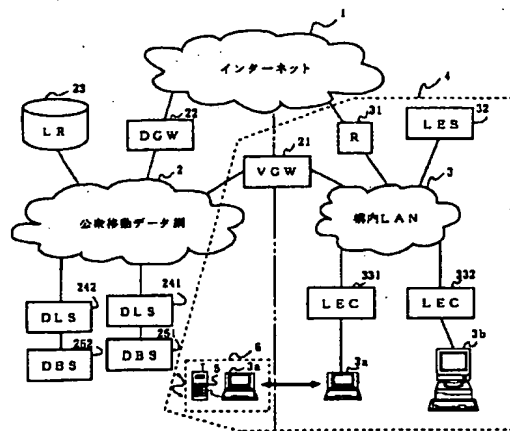 1
インターネット
23
LR
22
DGW
31
R
4
LES
32
21
VGW
2
公衆移動データ網
3
構内LAN
242
DLS
241
DLS
331
LEC
332
LEC
252
DBS
251
DBS
6
5
3a
3a
3b